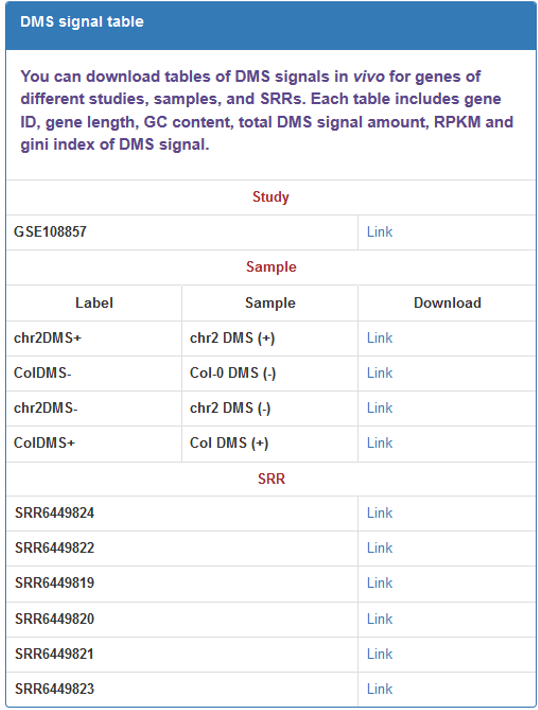 DMS signal table
You can download tables of DMS signals in vivo for genes of
different studies, samples, and SRRs. Each table includes gene
ID, gene length, GC content, total DMS signal amount, RPKM and
gini index of DMS signal.
Study
GSE108857 Link
Sample
Label Sample Download
chr2DMS+ chr2 DMS (+) Link
ColDMS- Col-0 DMS (-) Link
chr2DMS- chr2 DMS (-) Link
ColDMS+ Col DMS (+) Link
SRR
SRR6449824 Link
SRR6449822 Link
SRR6449819 Link
SRR6449820 Link
SRR6449821 Link
SRR6449823 Link